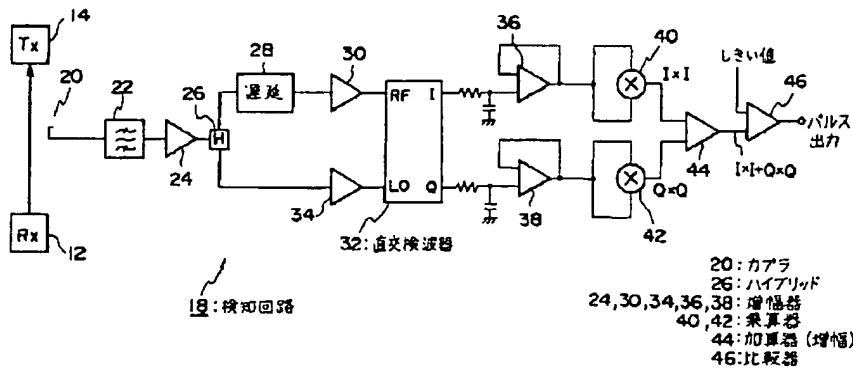 14
Tx
20
22
24
26
H
28
遅延
30
34
RF
LO
I
Q
32:直交検波器
36
38
40
I×I
42
Q×Q
しきい値
46
44
I×I+Q×Q
パルス
出力
Rx
12
18:検知回路
20:カプラ
26:ハイブリッド
24,30,34,36,38:増幅器
40,42:乗算器
44:加算器(増幅)
46:比較器